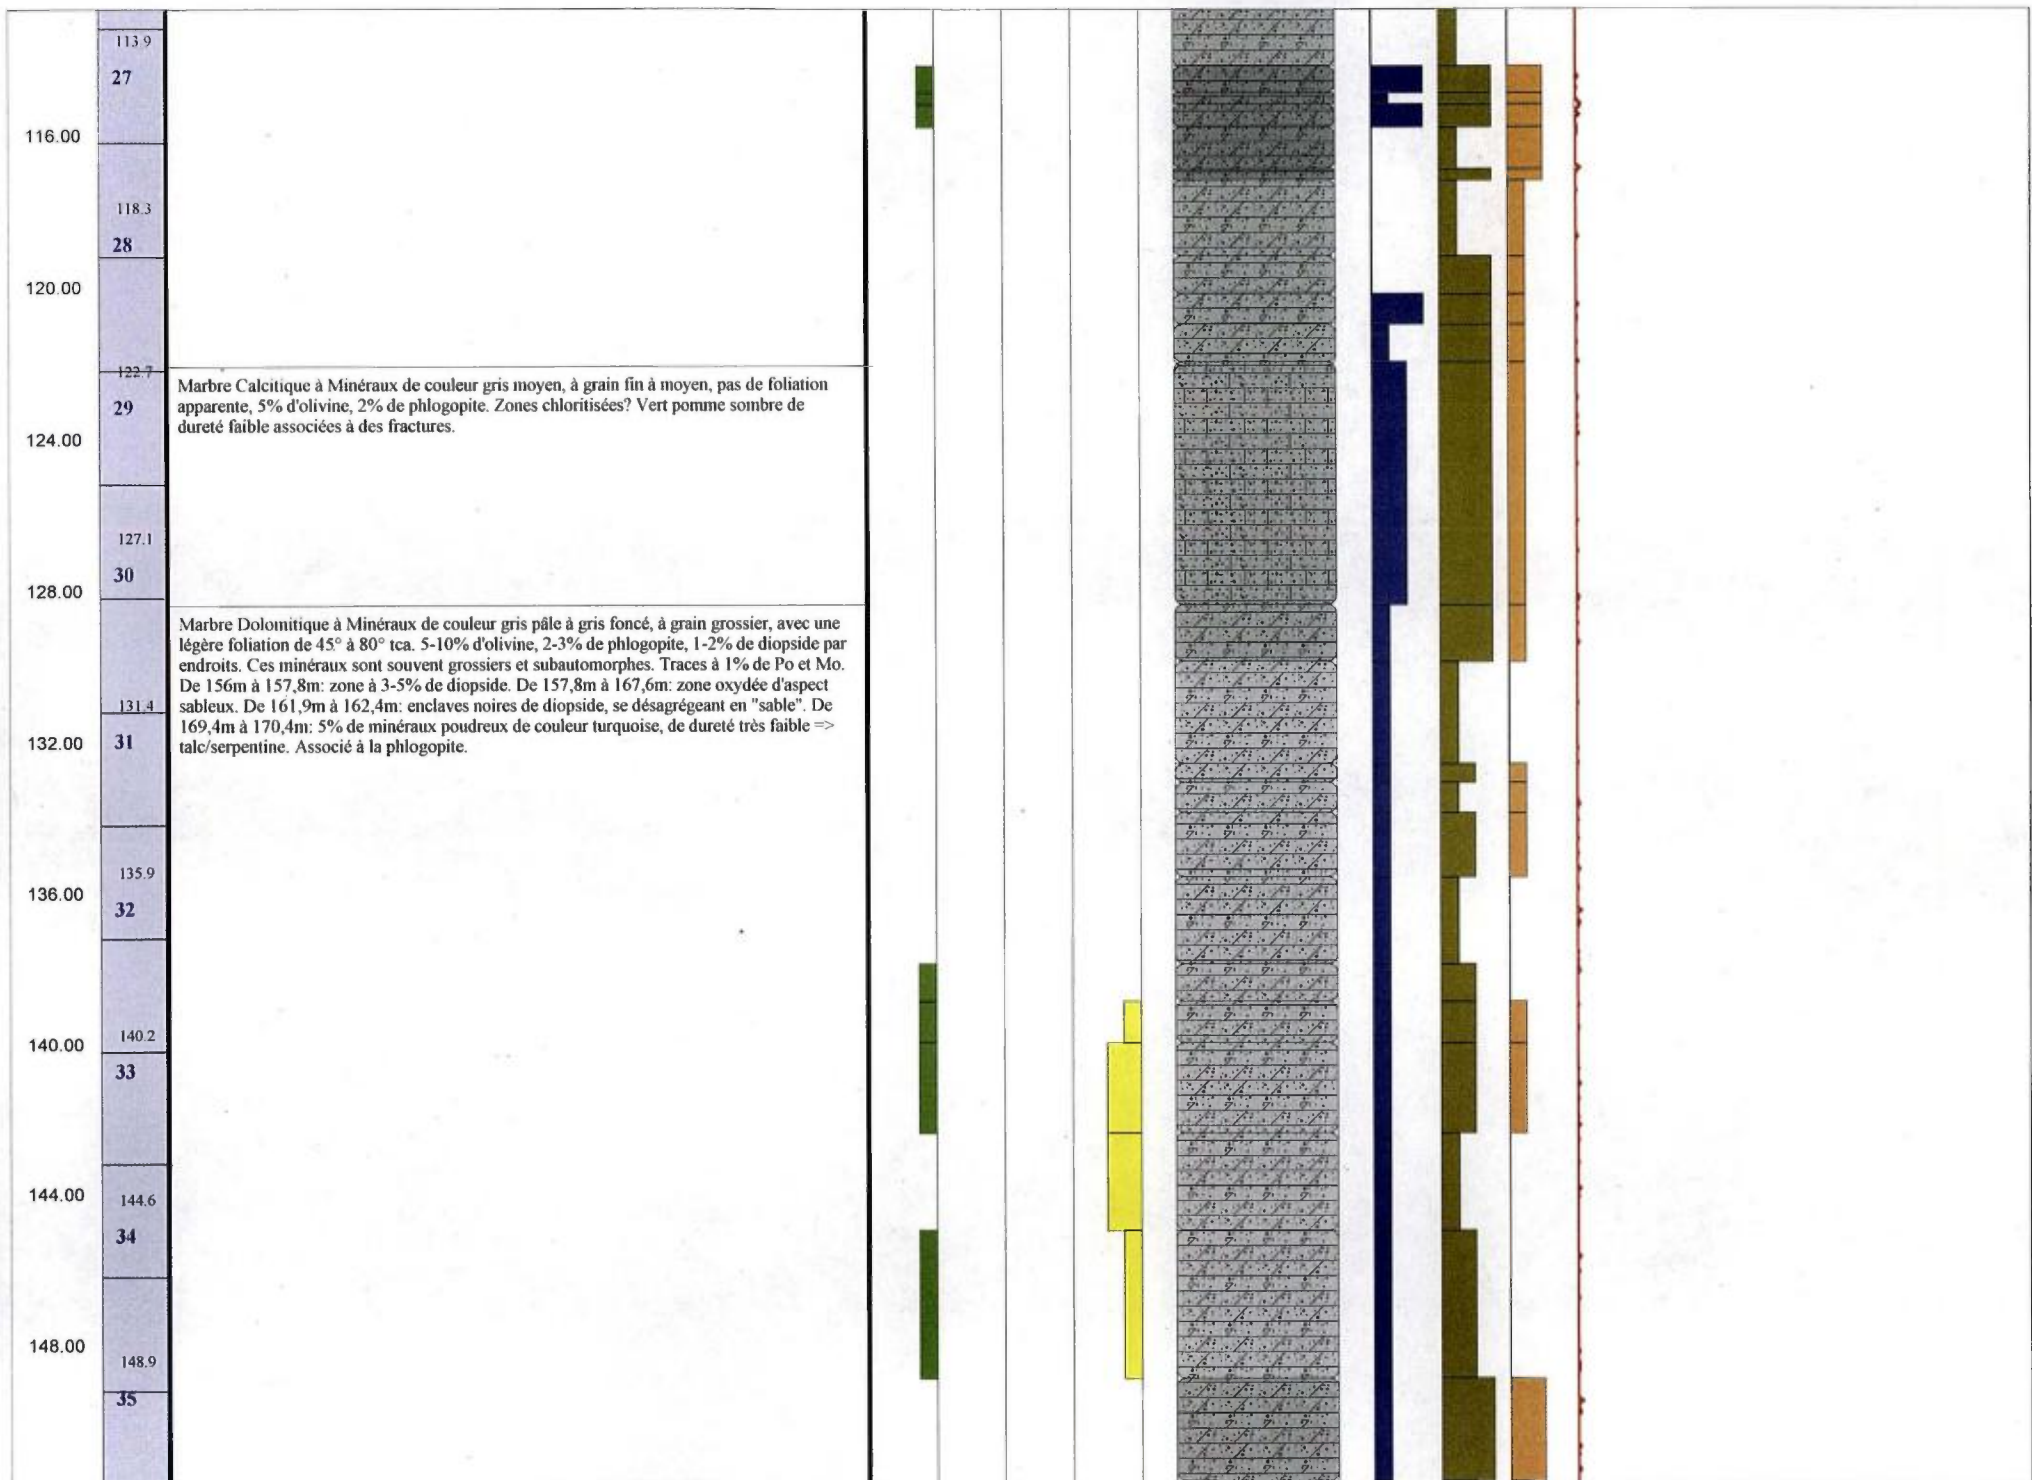 113.9
27
116.00
118.3
28
120.00
122.7
Marbre Calcitique à Minéraux de couleur gris moyen, à grain fin à moyen, pas de foliation
apparente, 5% d'olivine, 2% de phlogopite. Zones chloritisées? Vert pomme sombre de
dureté faible associées à des fractures.
29
124.00
127.1
30
128.00
Marbre Dolomitique à Minéraux de couleur gris pâle à gris foncé, à grain grossier, avec une
légère foliation de 45° à 80° tca. 5-10% d'olivine, 2-3% de phlogopite, 1-2% de diopside par
endroits. Ces minéraux sont souvent grossiers et subautomorphes. Traces à 1% de Po et Mo.
De 156m à 157,8m: zone à 3-5% de diopside. De 157,8m à 167,6m: zone oxydée d'aspect
sableux. De 161,9m à 162,4m: enclaves noires de diopside, se désagrégeant en "sable". De
169,4m à 170,4m: 5% de minéraux poudreux de couleur turquoise, de dureté très faible =>
talc/serpentine. Associé à la phlogopite.
131.4
132.00
31
135.9
136.00
32
140.2
140.00
33
144.00
144.6
34
148.00
148.9
35